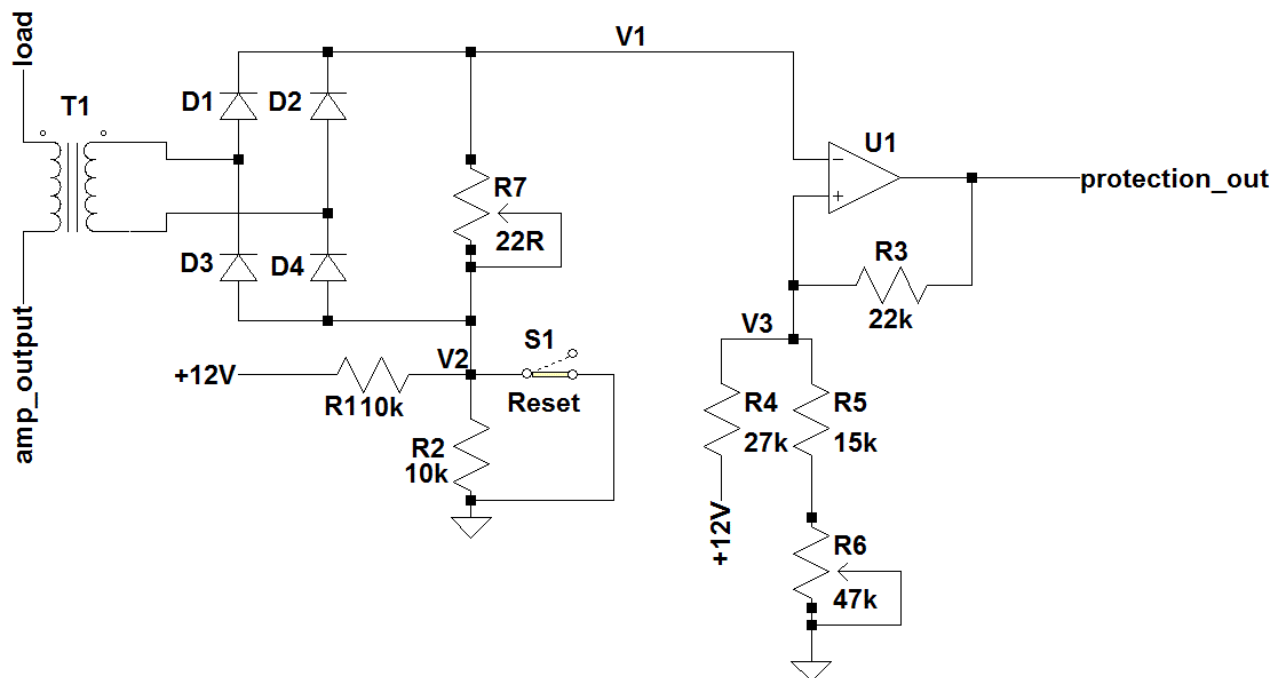 load
T1
amp_output
D1
D2
D3
D4
V1
R7
22R
V2
+12V
R110k
R2
10k
S1
Reset
U1
protection_out
R3
22k
V3
R4
27k
R5
15k
+12V
R6
47k